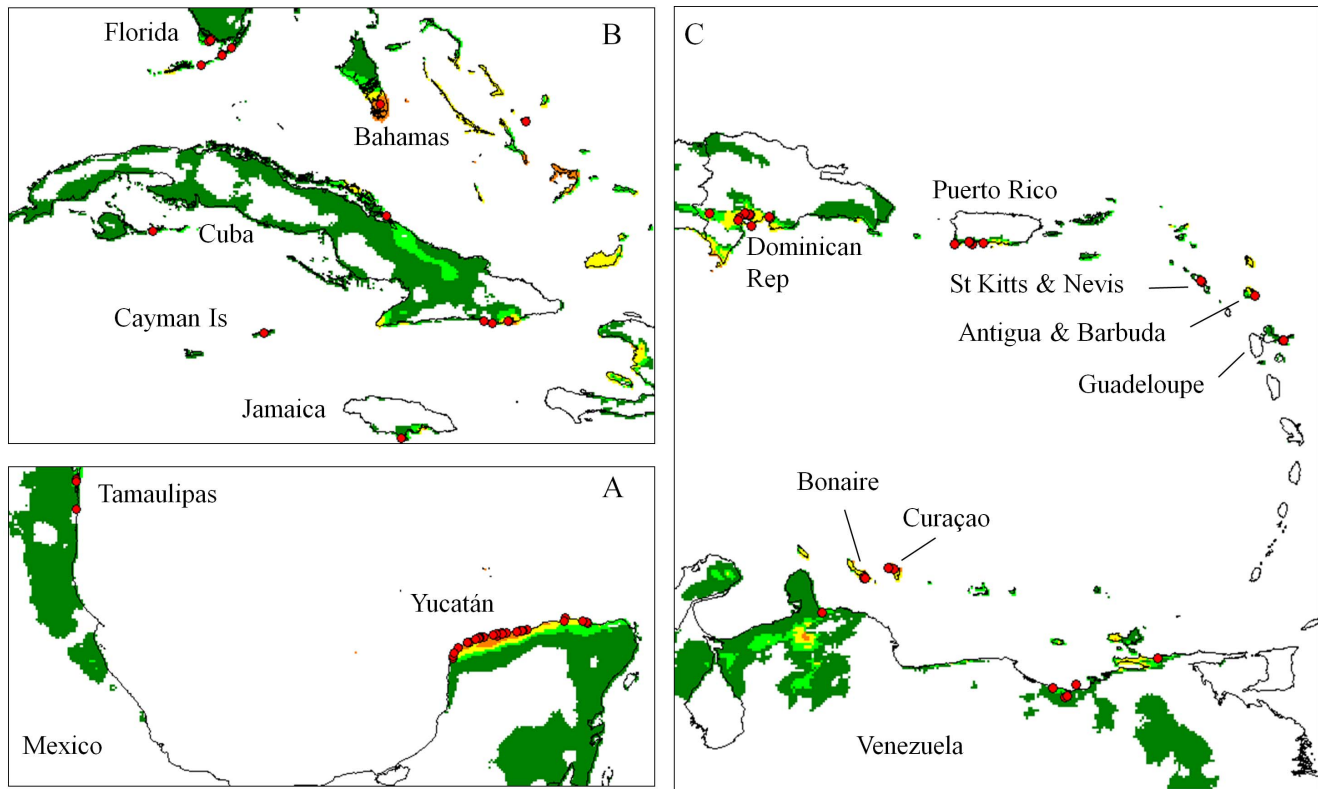 Florida
B
Bahamas
Cuba
Cayman Is
Jamaica
A
Tamaulipas
Yucatán
Mexico
C
Puerto Rico
Dominican
Rep
St Kitts & Nevis
Antigua & Barbuda
Guadeloupe
Bonaire
Curaçao
Venezuela